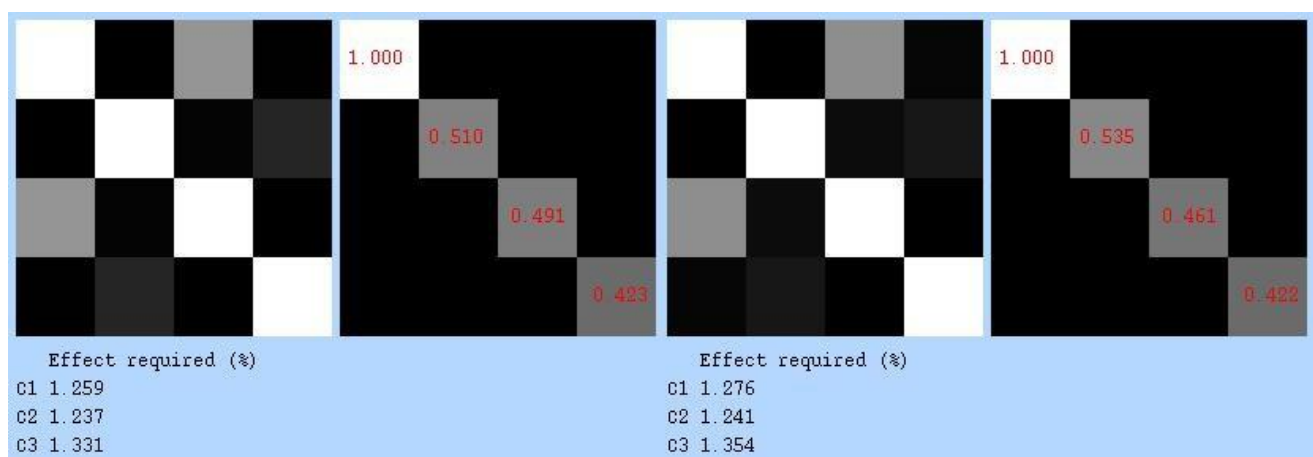 1.000
0.510
0.491
0.423
1.000
0.535
0.461
0.422
Effect required (%)
C1 1.259
C2 1.237
C3 1.331
Effect required (%)
C1 1.276
C2 1.241
C3 1.354